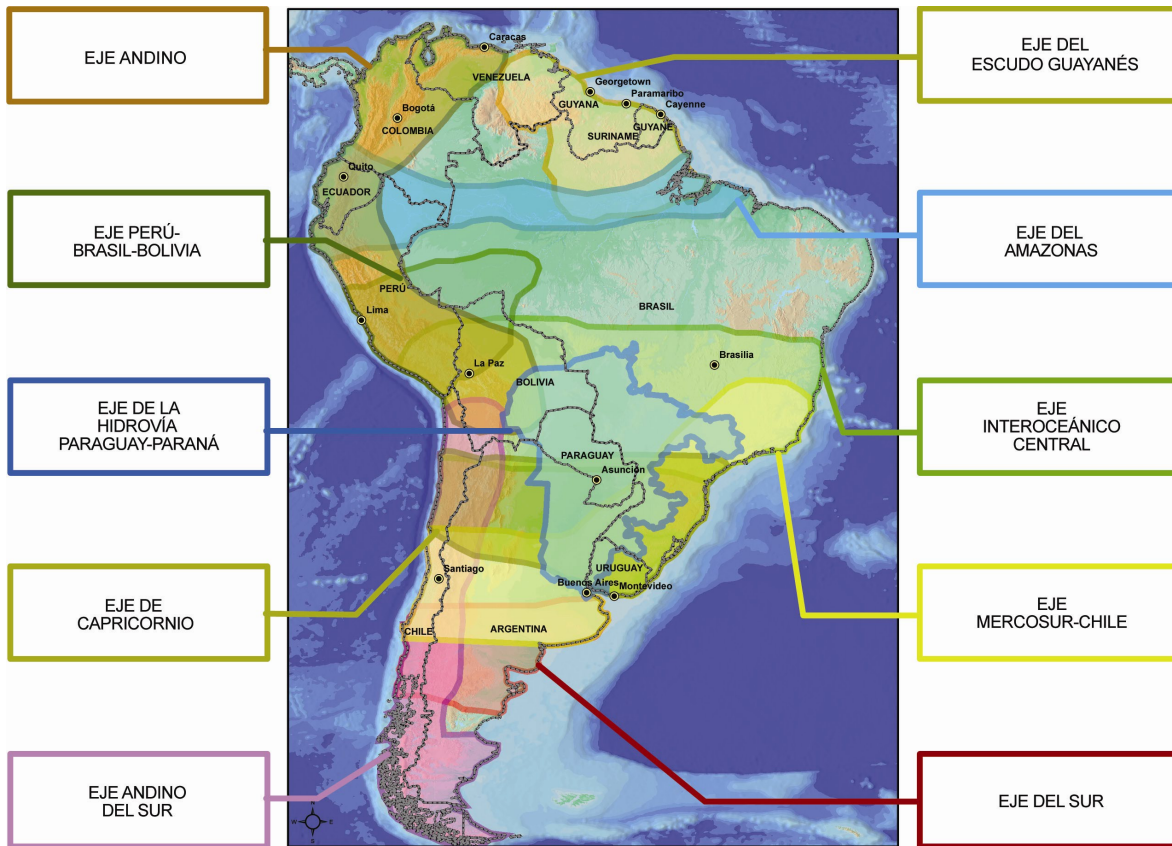 EJE ANDINO
EJE PERÚ-
BRASIL-BOLIVIA
EJE DE LA
HIDROVÍA
PARAGUAY-PARANÁ
EJE DE
CAPRICORNIO
EJE ANDINO
DEL SUR
Caracas
VENEZUELA
Georgetown
GUYANA
Paramaribo
Cayenne
GUYANE
SURINAME
Bogotá
COLOMBIA
Quito
ECUADOR
PERÚ
Lima
BRASIL
La Paz
BOLIVIA
Brasilia
PARAGUAY
Asunción
URUGUAY
Santiago
Buenos Aires
Montevideo
CHILE
ARGENTINA
N
W
E
S
EJE DEL
ESCUDO GUAYANÉS
EJE DEL
AMAZONAS
EJE
INTEROCEÁNICO
CENTRAL
EJE
MERCOSUR-CHILE
EJE DEL SUR